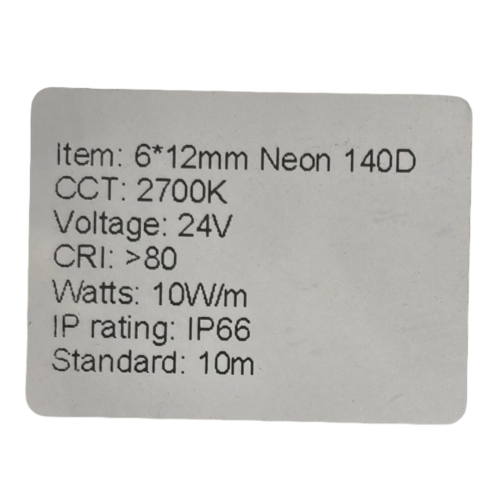 Item: 6*12mm Neon 140D
CCT: 2700K
Voltage: 24V
CRI: >80
Watts: 10W/m
IP rating: IP66
Standard: 10m